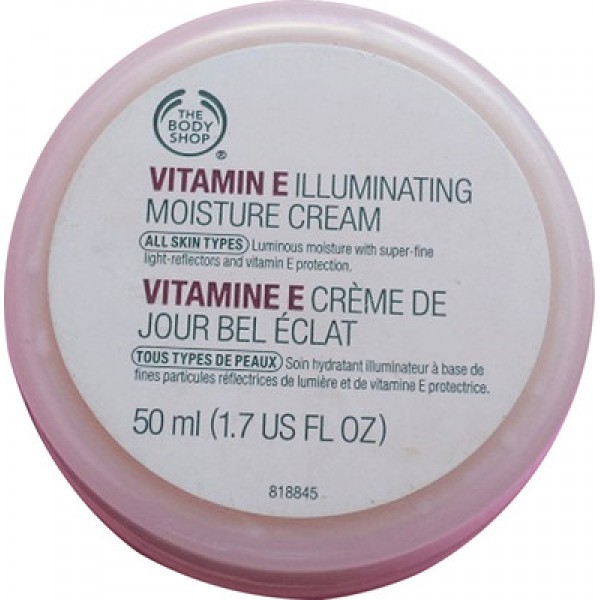 THE
BODY
SHOP
®
VITAMIN E ILLUMINATING
MOISTURE CREAM
ALL SKIN TYPES Luminous moisture with super-fine
light-reflectors and vitamin E protection.
VITAMINE E CRÈME DE
JOUR BEL ÉCLAT
TOUS TYPES DE PEAUX Soin hydratant illuminateur à base de
fines particules réflectrices de lumière et de vitamine E protectrice.
50 ml (1.7 US FL OZ)
818845